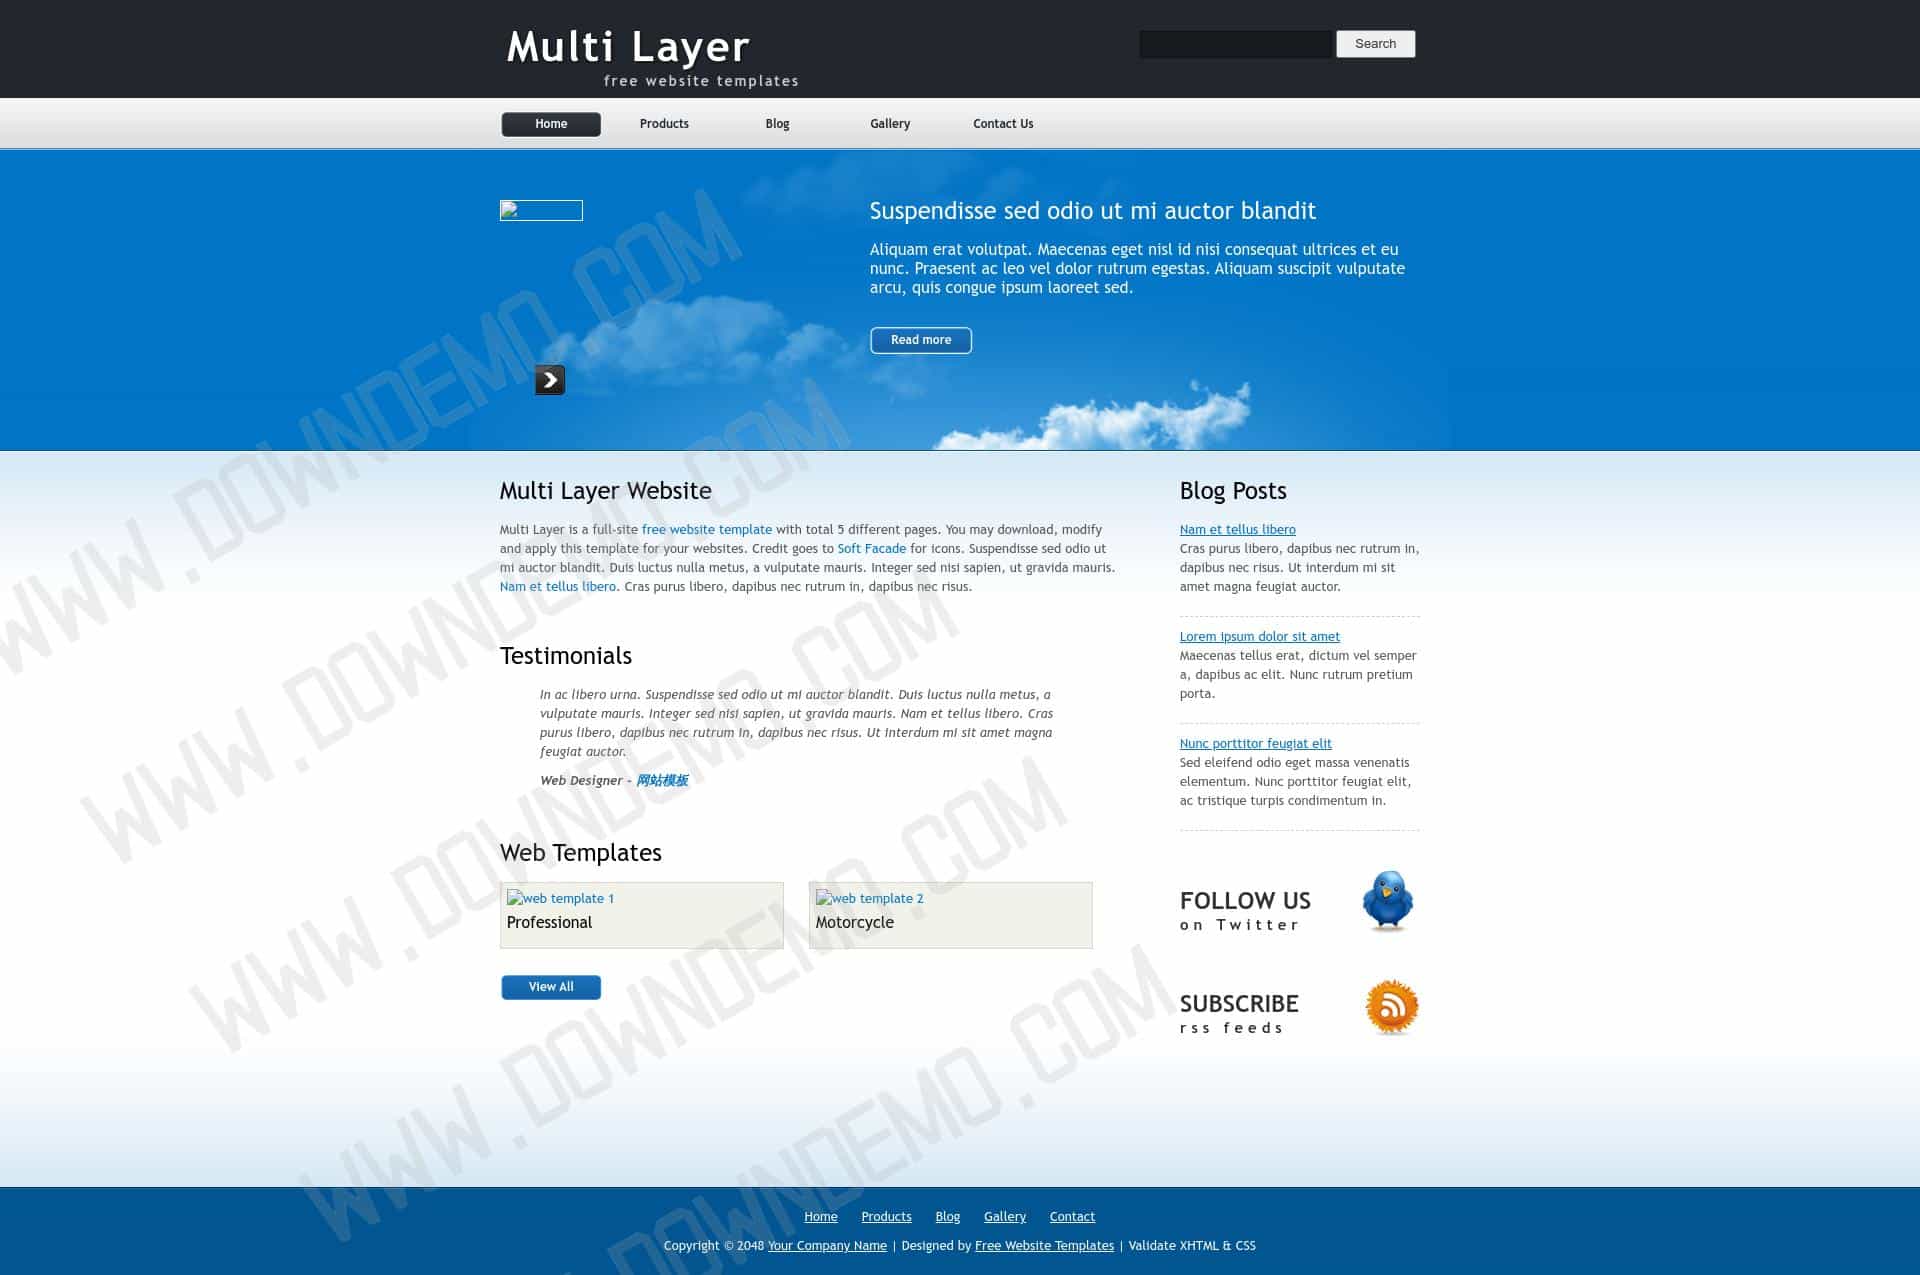 Multi Layer
free website templates
Search
Home
Products
Blog
Gallery
Contact Us
Suspendisse sed odio ut mi auctor blandit
Aliquam erat volutpat. Maecenas eget nisl id nisi consequat ultrices et eu
nunc. Praesent ac leo vel dolor rutrum egestas. Aliquam suscipit vulputate
arcu, quis congue ipsum laoreet sed.
Read more
Multi Layer Website
Multi Layer is a full-site free website template with total 5 different pages. You may download, modify
and apply this template for your websites. Credit goes to Soft Facade for icons. Suspendisse sed odio ut
mi auctor blandit. Duis luctus nulla metus, a vulputate mauris. Integer sed nisi sapien, ut gravida mauris.
Nam et tellus libero. Cras purus libero, dapibus nec rutrum in, dapibus nec risus.
Testimonials
In ac libero urna. Suspendisse sed odio ut mi auctor blandit. Duis luctus nulla metus, a
vulputate mauris. Integer sed nisi sapien, ut gravida mauris. Nam et tellus libero. Cras
purus libero, dapibus nec rutrum in, dapibus nec risus. Ut interdum mi sit amet magna
feugiat auctor.
Web Designer - 网站模板
Web Templates
web template 1
Professional
web template 2
Motorcycle
View All
Blog Posts
Nam et tellus libero
Cras purus libero, dapibus nec rutrum in,
dapibus nec risus. Ut interdum mi sit
amet magna feugiat auctor.
Lorem ipsum dolor sit amet
Maecenas tellus erat, dictum vel semper
a, dapibus ac elit. Nunc rutrum pretium
porta.
Nunc porttitor feugiat elit
Sed eleifend odio eget massa venenatis
elementum. Nunc porttitor feugiat elit,
ac tristique turpis condimentum in.
FOLLOW US
on Twitter
SUBSCRIBE
rss feeds
Home
Products
Blog
Gallery
Contact
Copyright © 2048 Your Company Name | Designed by Free Website Templates | Validate XHTML & CSS
WWW.DOWNDEMO.COM
WWW.DOWNDEMO.COM
WWW.DOWNDEMO.COM
WWW.DOWNDEMO.COM
WWW.DOWNDEMO.COM
DOWNDEMO.COM